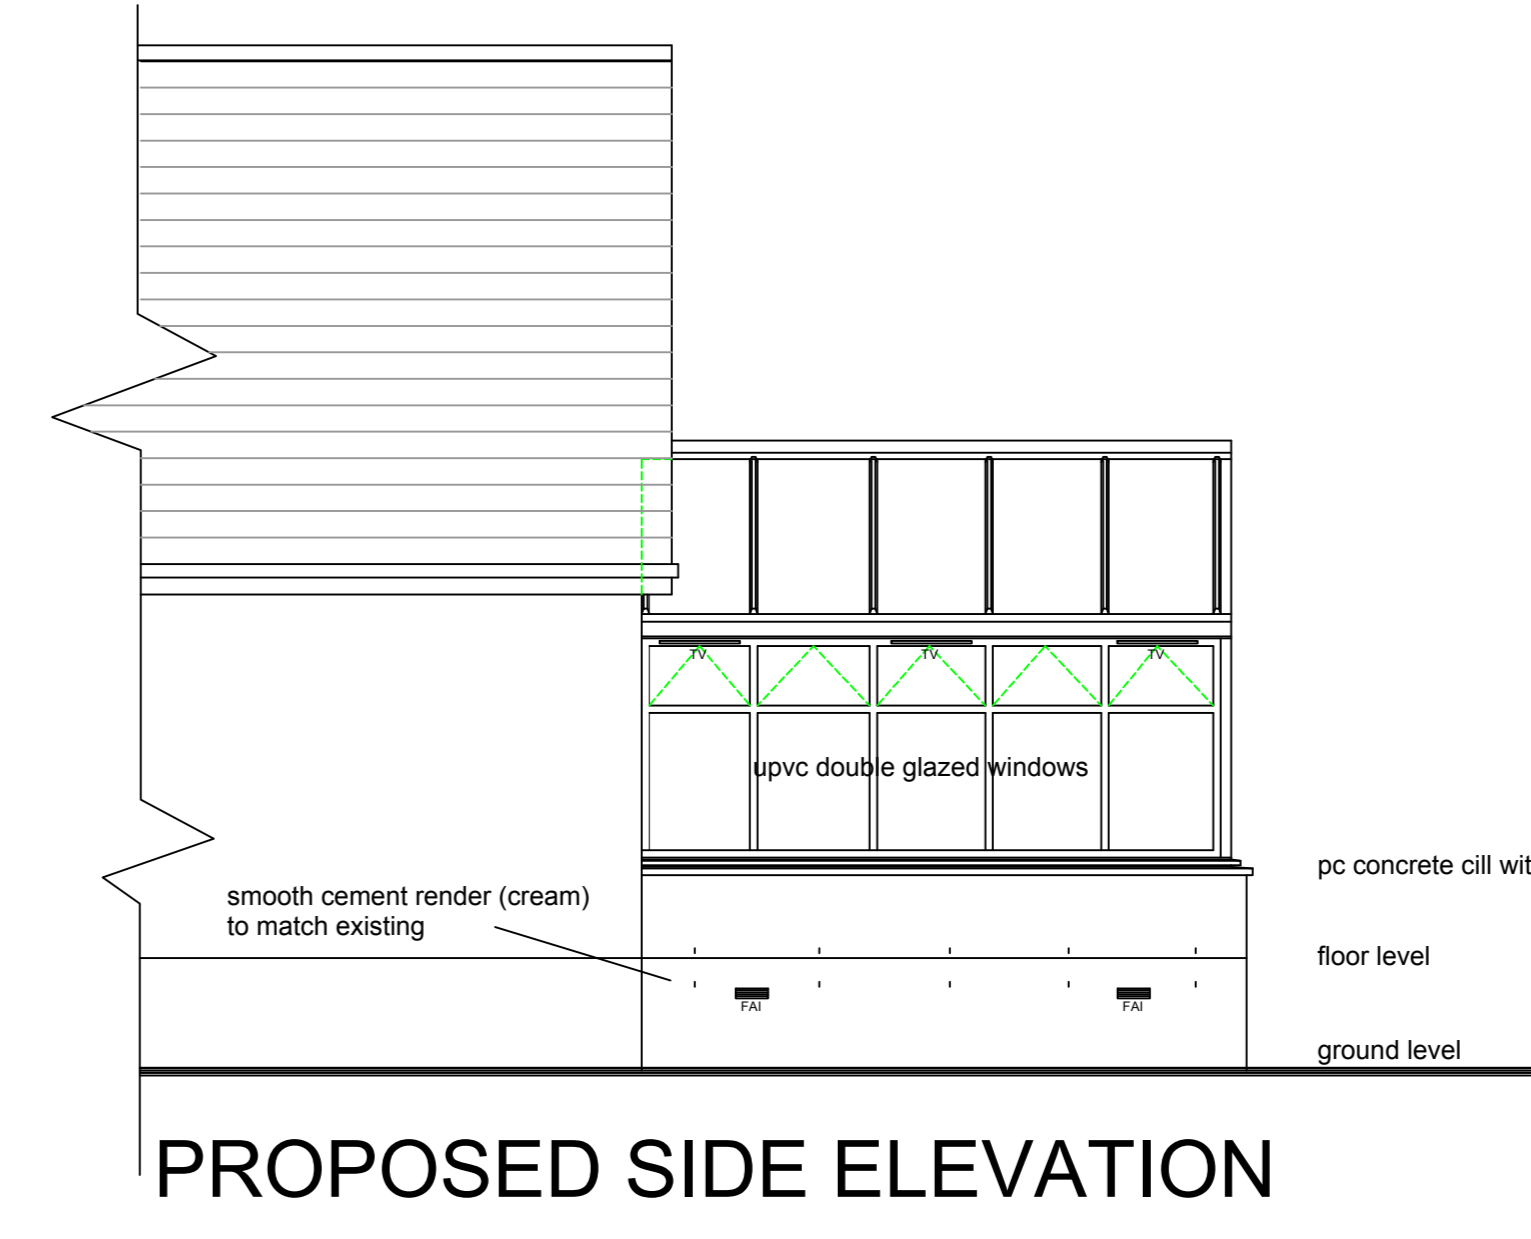 TV TV TV
upvc double glazed windows
pc concrete cill wit
smooth cement render (cream)
to match existing
floor level
FAI FAI
ground level
PROPOSED SIDE ELEVATION